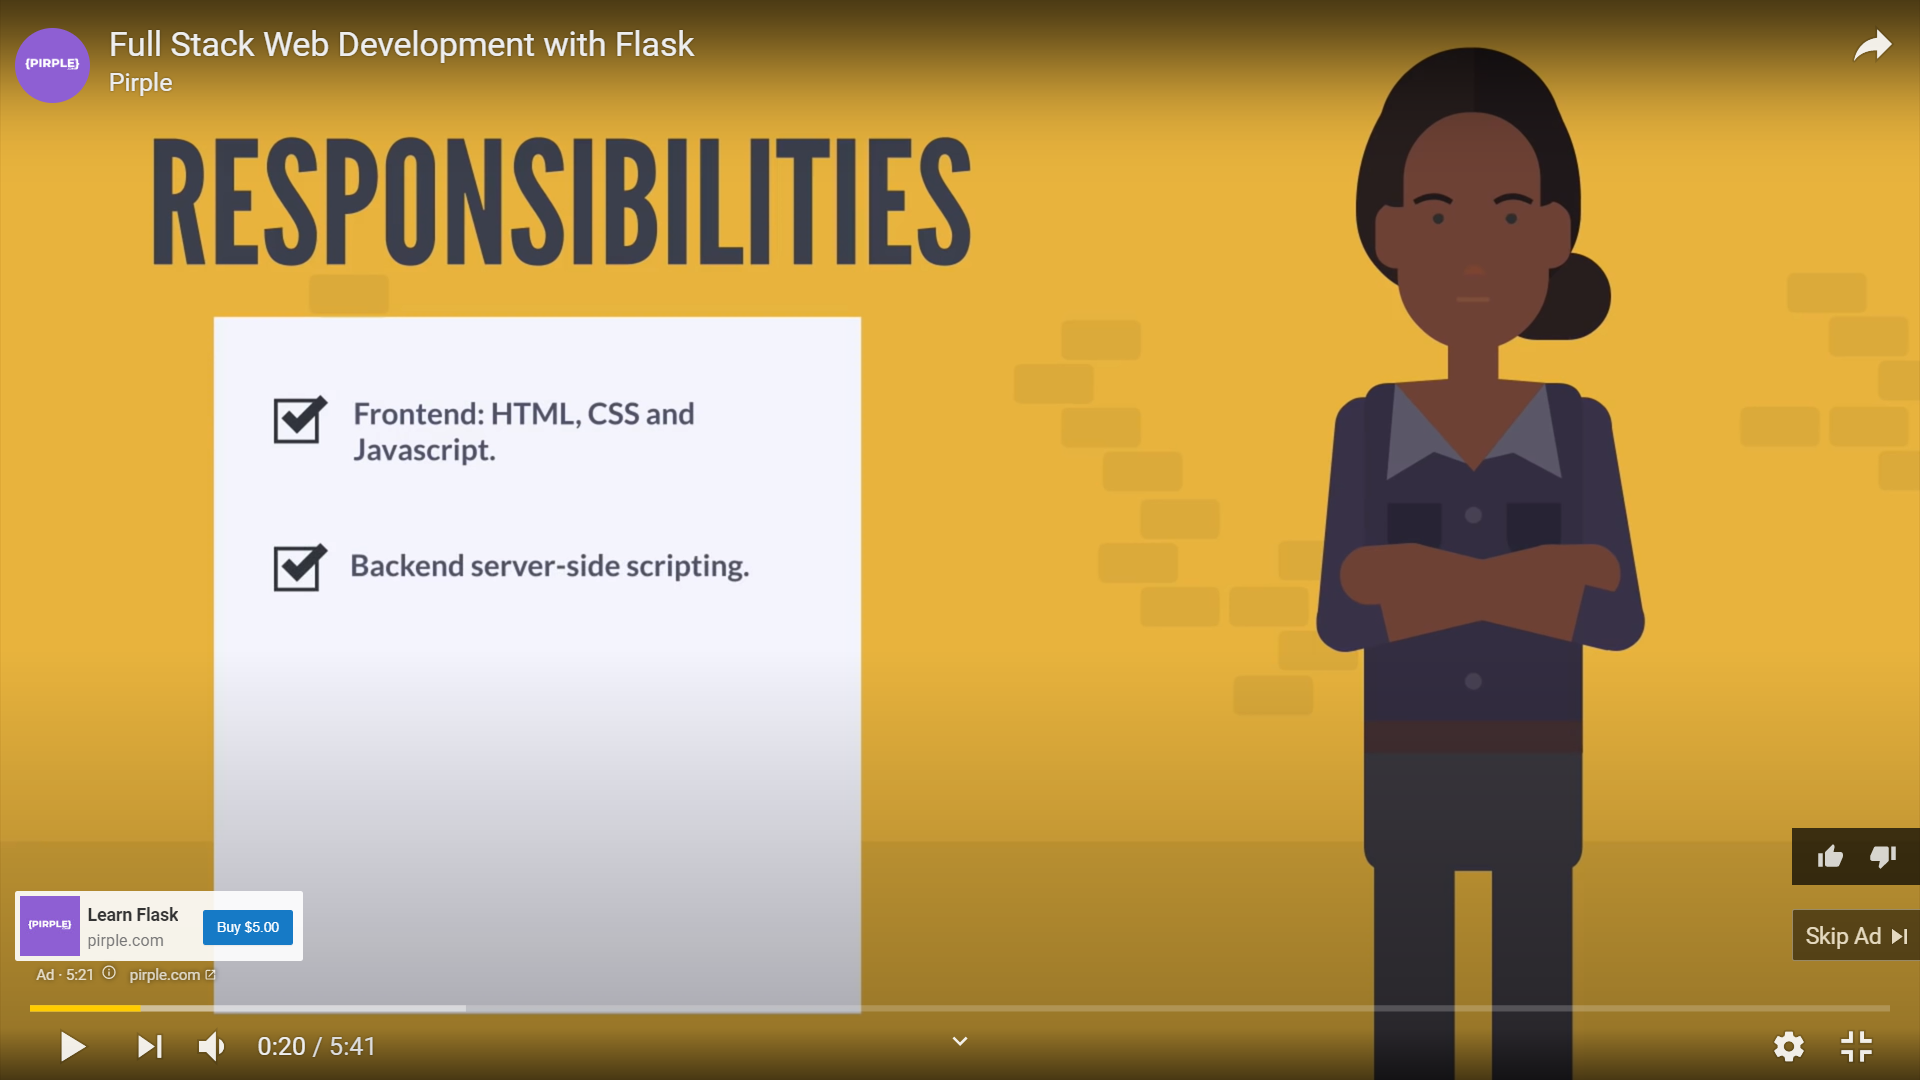 Full Stack Web Development with Flask
{PIRPLE}
Pirple
RESPONSIBILITIES
Frontend: HTML, CSS and
Javascript.
Backend server-side scripting.
{PIRPLE}
Learn Flask
pirple.com
Buy $5.00
Skip Ad
Ad · 5:21
pirple.com
0:20 / 5:41